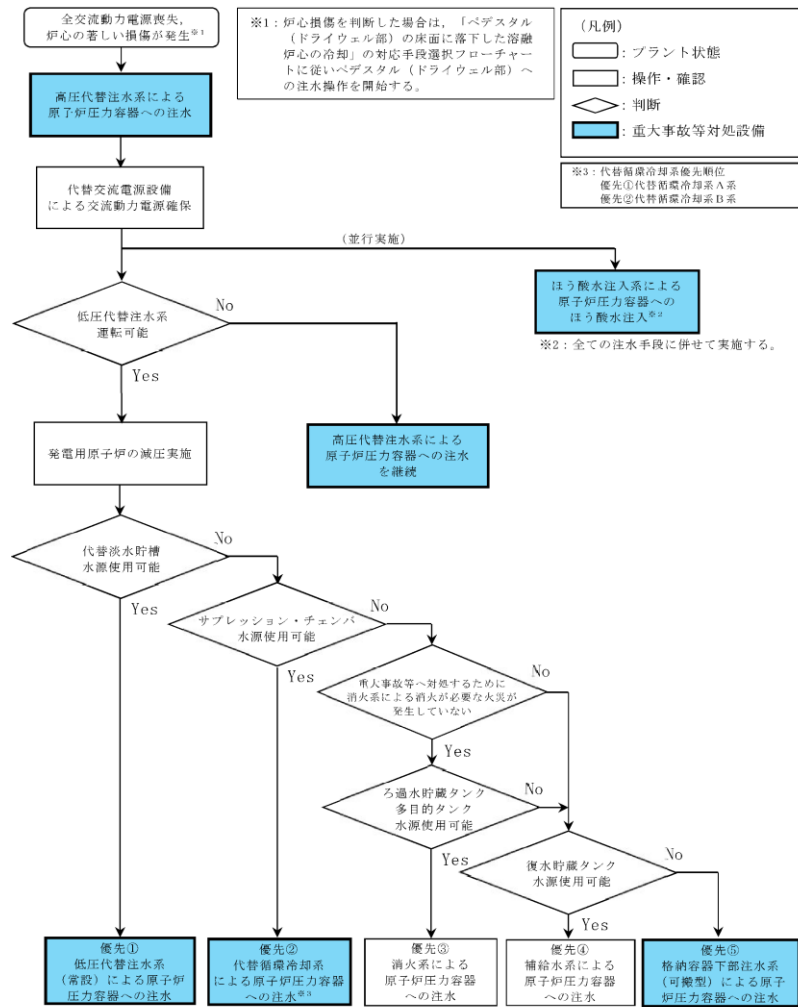 全交流動力電源喪失，
炉心の著しい損傷が発生※１
※１：炉心損傷を判断した場合は，「ペデスタル
（ドライウェル部）の床面に落下した溶融
炉心の冷却」の対応手段選択フローチャー
トに従いペデスタル（ドライウェル部）へ
の注水操作を開始する。
（凡例）
：プラント状態
：操作・確認
：判断
：重大事故等対処設備
※３：代替循環冷却系優先順位
優先①代替循環冷却系Ａ系
優先②代替循環冷却系Ｂ系
高圧代替注水系による
原子炉圧力容器への注水
代替交流電源設備
による交流動力電源確保
（並行実施）
ほう酸水注入系による
原子炉圧力容器への
ほう酸水注入※２
※２：全ての注水手段に併せて実施する。
低圧代替注水系
運転可能
No
Yes
高圧代替注水系による
原子炉圧力容器への注水
を継続
発電用原子炉の減圧実施
代替淡水貯槽
水源使用可能
No
Yes
サプレッション・チェンバ
水源使用可能
No
Yes
重大事故等へ対処するために
消火系による消火が必要な火災が
発生していない
No
Yes
ろ過水貯蔵タンク
多目的タンク
水源使用可能
No
Yes
復水貯蔵タンク
水源使用可能
No
Yes
優先①
低圧代替注水系
（常設）による原子炉
圧力容器への注水
優先②
代替循環冷却系
による原子炉圧力容器
への注水※３
優先③
消火系による
原子炉圧力容器
への注水
優先④
補給水系による
原子炉圧力容器
への注水
優先⑤
格納容器下部注水系
（可搬型）による原子
炉圧力容器への注水